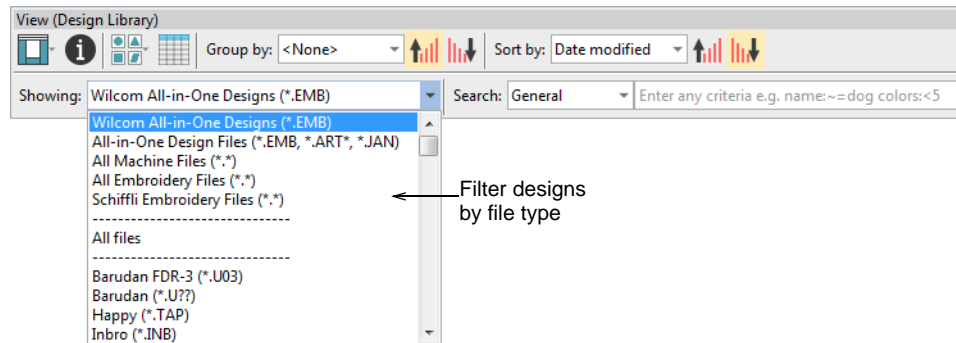 View (Design Library)
Group by: <None> Sort by: Date modified
Showing: Wilcom All-in-One Designs (*.EMB) Search: General Enter any criteria e.g. name:~=dog colors:<5
Wilcom All-in-One Designs (*.EMB)
All-in-One Design Files (*.EMB, *.ART*, *.JAN)
All Machine Files (*.*)
All Embroidery Files (*.*)
Schiffli Embroidery Files (*.*)
--------------------------------
All files
--------------------------------
Barudan FDR-3 (*.U03)
Barudan (*.U??)
Happy (*.TAP)
Inbro (*.INB)
Filter designs
by file type